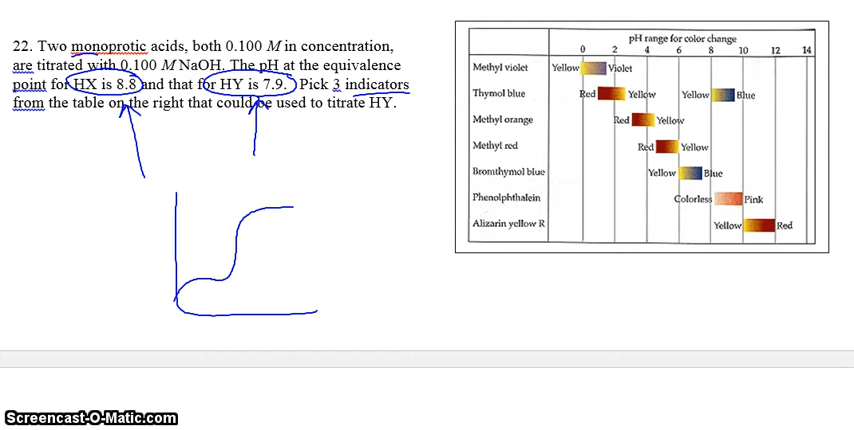 22. Two monoprotic acids, both 0.100 M in concentration,
are titrated with 0.100 M NaOH. The pH at the equivalence
point for HX is 8.8 and that for HY is 7.9. Pick 3 indicators
from the table on the right that could be used to titrate HY.
pH range for color change
0 2 4 6 8 10 12 14
Methyl violet Yellow Violet
Thymol blue Red Yellow Yellow Blue
Methyl orange Red Yellow
Methyl red Red Yellow
Bromthymol blue Yellow Blue
Phenolphthalein Colorless Pink
Alizarin yellow R Yellow Red
Screencast-O-Matic.com